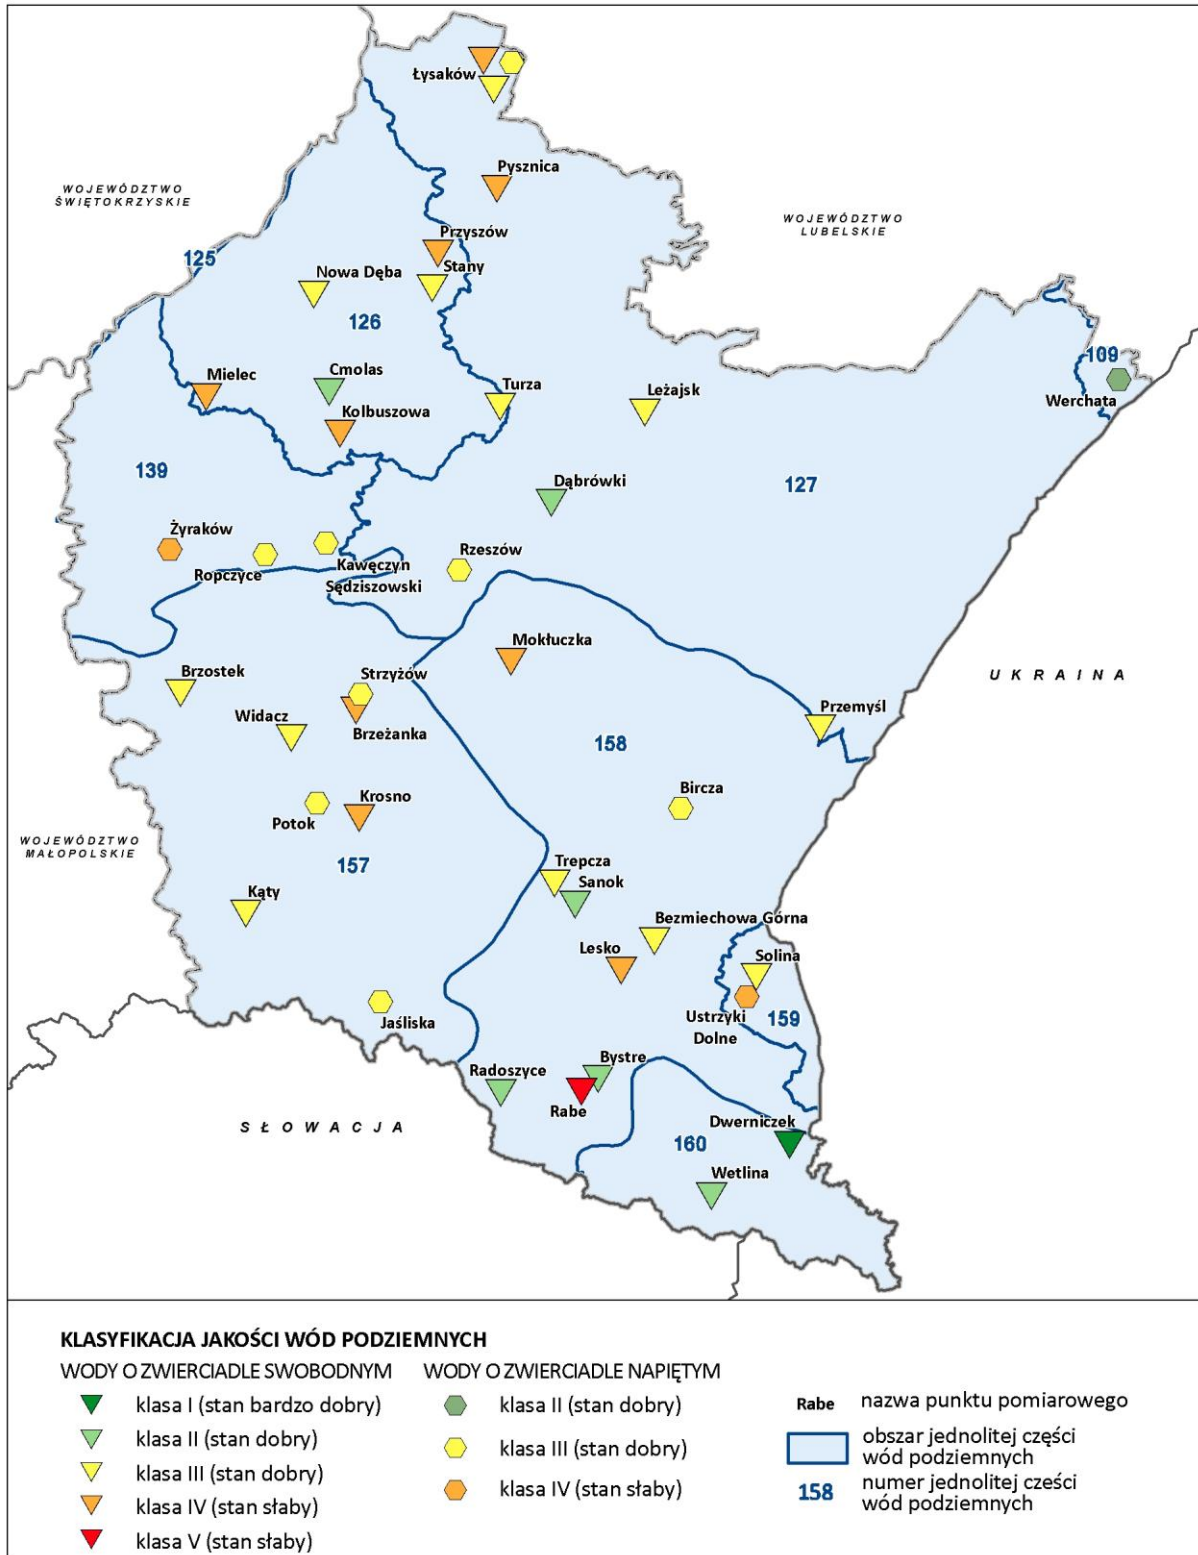 Łysaków
Pysznica
WOJEWÓDZTWO
ŚWIĘTOKRZYSKIE
WOJEWÓDZTWO
LUBELSKIE
Przyszów
125
Stany
Nowa Dęba
126
109
Mielec
Cmolas
Turza
Leżajsk
Werchata
Kolbuszowa
139
127
Dąbrówki
Żyraków
Rzeszów
Kawęczyn
Sędziszowski
Ropczyce
Mokłuczka
Brzostek
Strzyżów
UKRAINA
Widacz
Brzeżanka
Przemyśl
158
Bircza
Krosno
Potok
WOJEWÓDZTWO
MAŁOPOLSKIE
157
Trepcza
Sanok
Kąty
Bezmiechowa Górna
Lesko
Solina
Ustrzyki
Dolne
159
Jaśliska
Bystre
Radoszyce
Rabe
SŁOWACJA
Dwerniczek
160
Wetlina
KLASYFIKACJA JAKOŚCI WÓD PODZIEMNYCH
WODY O ZWIERCIADLE SWOBODNYM
klasa I (stan bardzo dobry)
klasa II (stan dobry)
klasa III (stan dobry)
klasa IV (stan słaby)
klasa V (stan słaby)
WODY O ZWIERCIADLE NAPIĘTYM
klasa II (stan dobry)
klasa III (stan dobry)
klasa IV (stan słaby)
Rabe nazwa punktu pomiarowego
obszar jednolitej części
wód podziemnych
158 numer jednolitej cześci
wód podziemnych